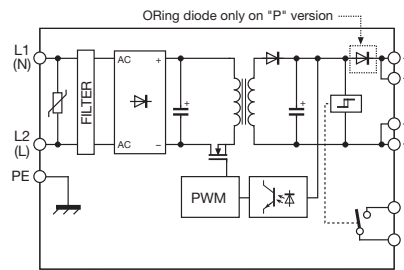 ORing diode only on "P" version
L1
(N)
FILTER
AC
+
AC
−
+
+
L2
(L)
PE
PWM